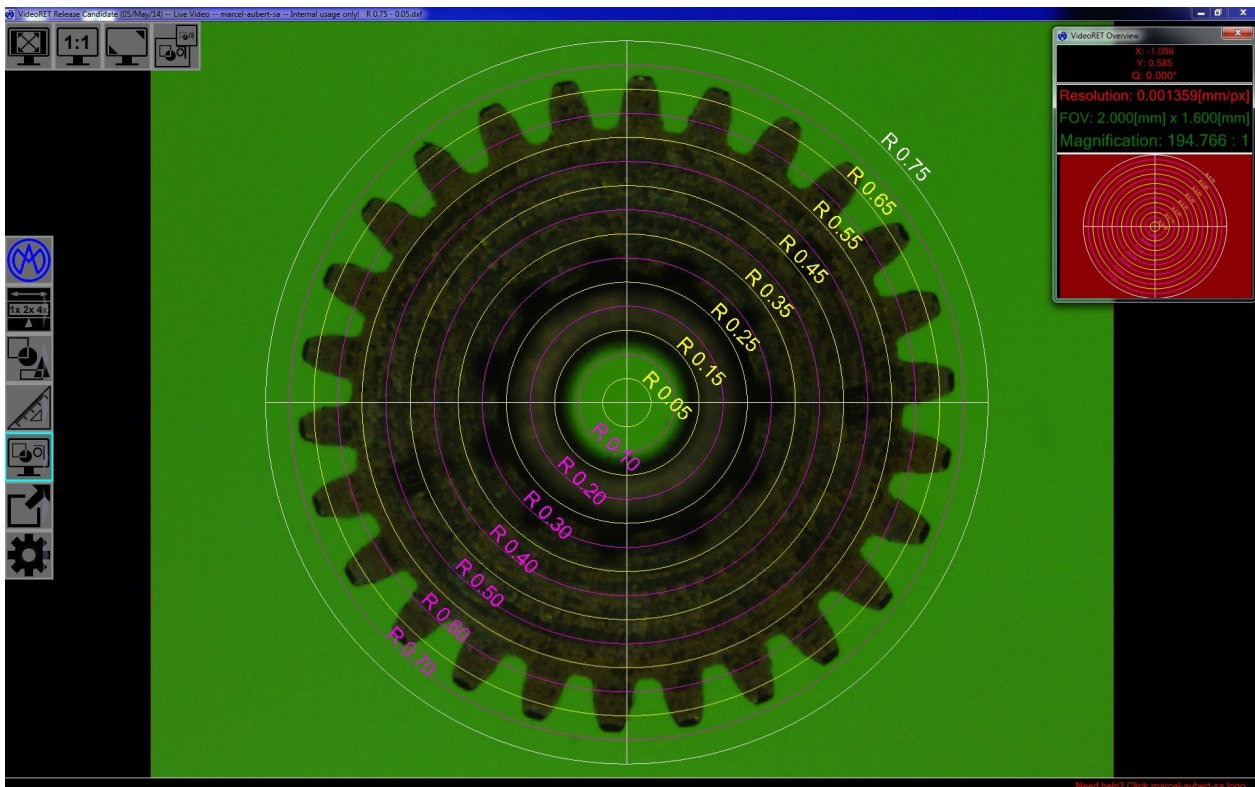 VideoRET Release Candidate (05/May/14) -- Live Video -- marcel-aubert-sa -- Internal usage only! R 0.75 - 0.05.dxf
1:1
VideoRET Overview
X: -1.056
Y: 0.585
Q: 0.000°
Resolution: 0.001359[mm/px]
FOV: 2.000[mm] x 1.600[mm]
Magnification: 194.766 : 1
R 0.75
R 0.65
R 0.55
R 0.45
R 0.35
R 0.25
R 0.15
R 0.05
R 0.10
R 0.20
R 0.30
R 0.40
R 0.50
R 0.60
R 0.70
1x 2x 4x
Need help? Click marcel-aubert-sa logo